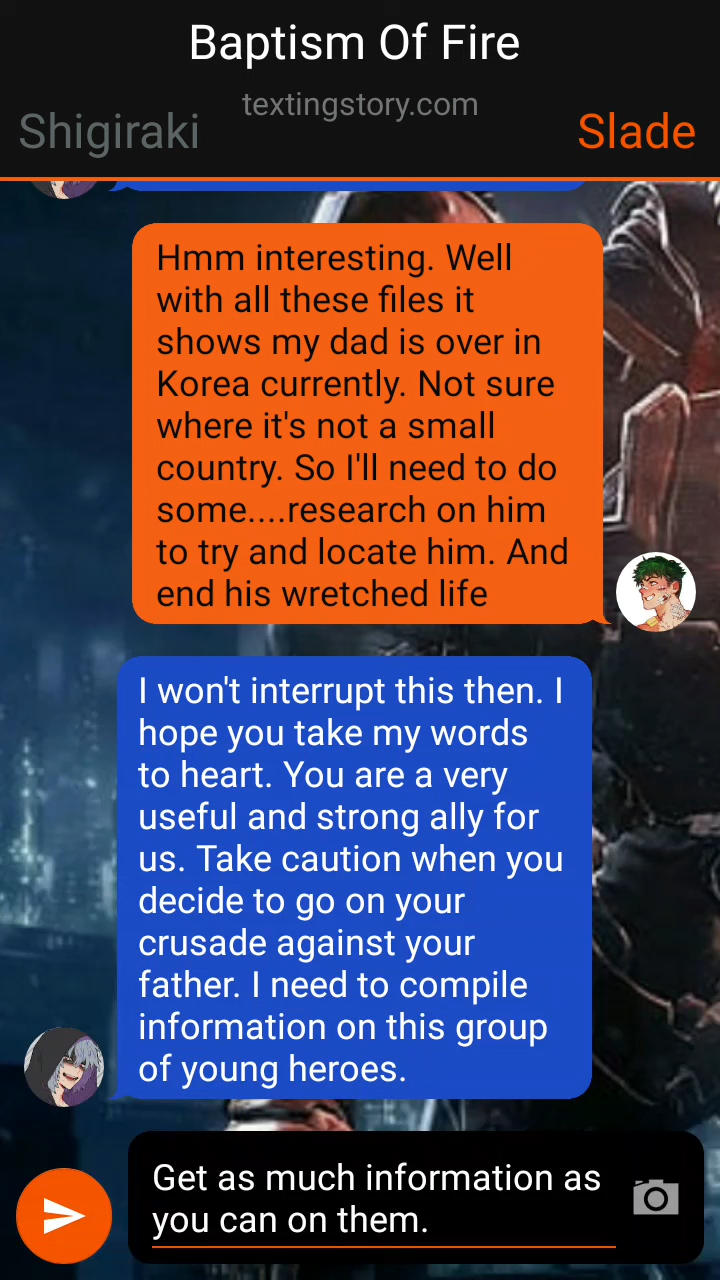 Baptism Of Fire
textingstory.com
Shigiraki
Slade
Hmm interesting. Well
with all these files it
shows my dad is over in
Korea currently. Not sure
where it's not a small
country. So I'll need to do
some....research on him
to try and locate him. And
end his wretched life
I won't interrupt this then. I
hope you take my words
to heart. You are a very
useful and strong ally for
us. Take caution when you
decide to go on your
crusade against your
father. I need to compile
information on this group
of young heroes.
Get as much information as
you can on them.